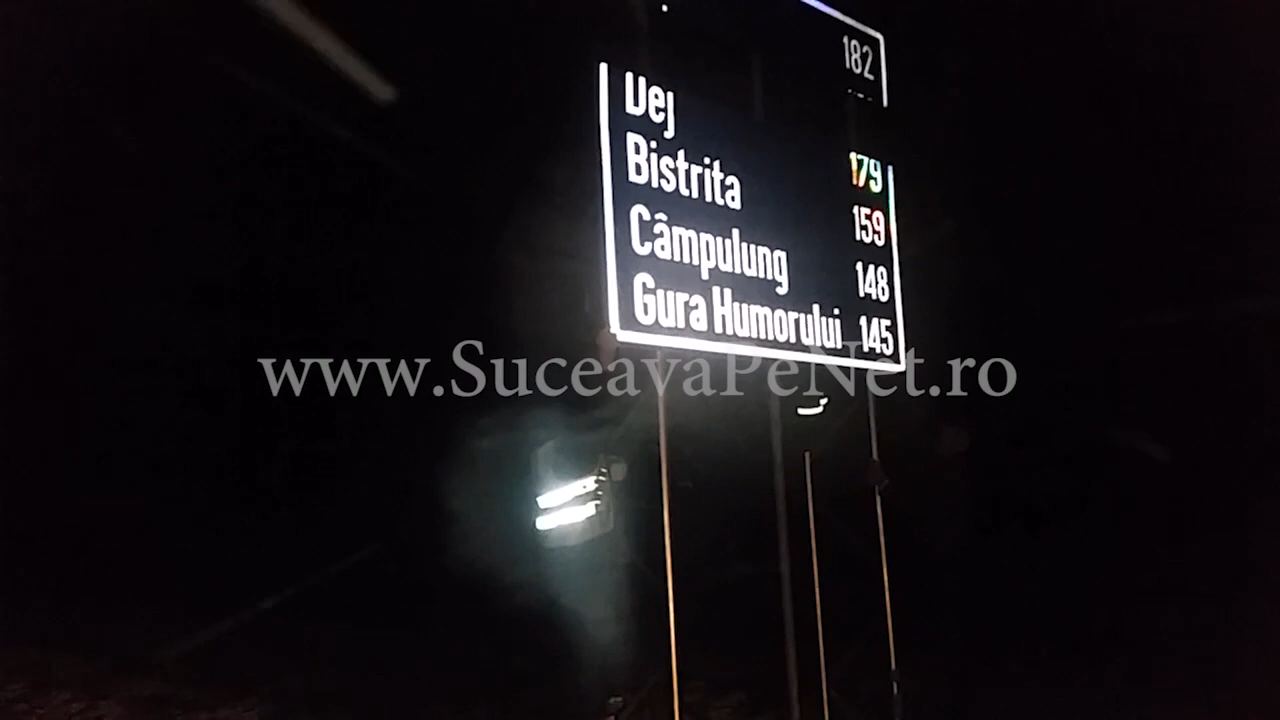 182
Dej 179
Bistrita 159
Câmpulung 148
Gura Humorului 145
www.SuceavaPeNet.ro